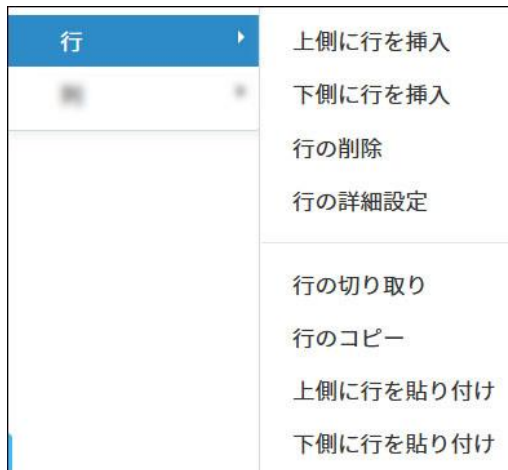 行
上側に行を挿入
下側に行を挿入
行の削除
行の詳細設定
行の切り取り
行のコピー
上側に行を貼り付け
下側に行を貼り付け